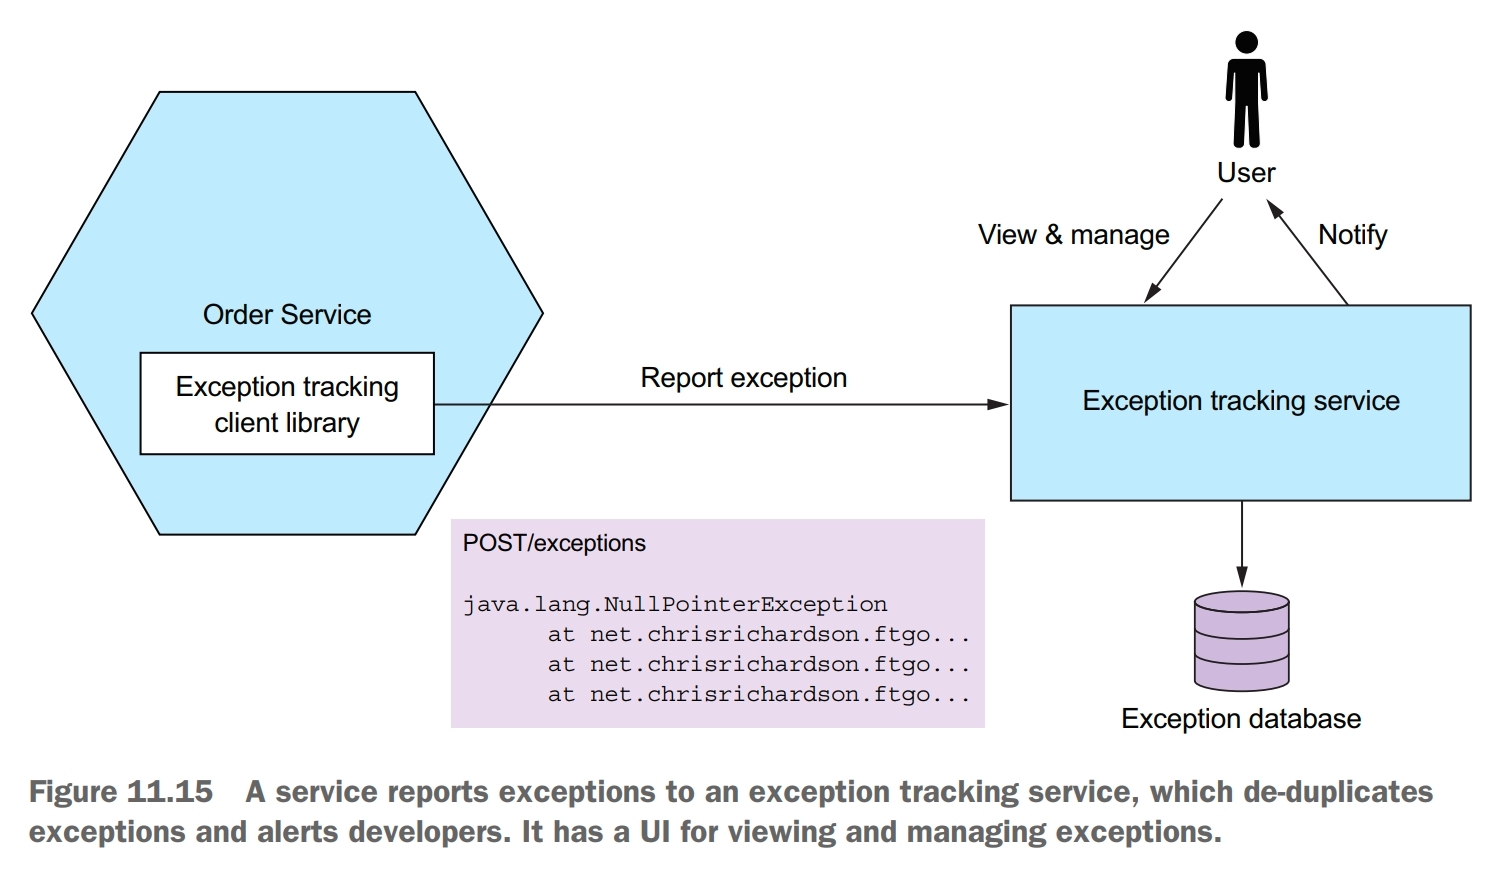 User
View & manage
Notify
Order Service
Exception tracking
client library
Report exception
Exception tracking service
POST/exceptions
java.lang.NullPointerException
at net.chrisrichardson.ftgo...
at net.chrisrichardson.ftgo...
at net.chrisrichardson.ftgo...
Exception database
Figure 11.15 A service reports exceptions to an exception tracking service, which de-duplicates
exceptions and alerts developers. It has a UI for viewing and managing exceptions.